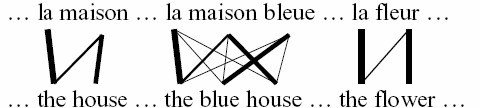 … la maison … la maison bleue … la fleur …
… the house … the blue house … the flower …